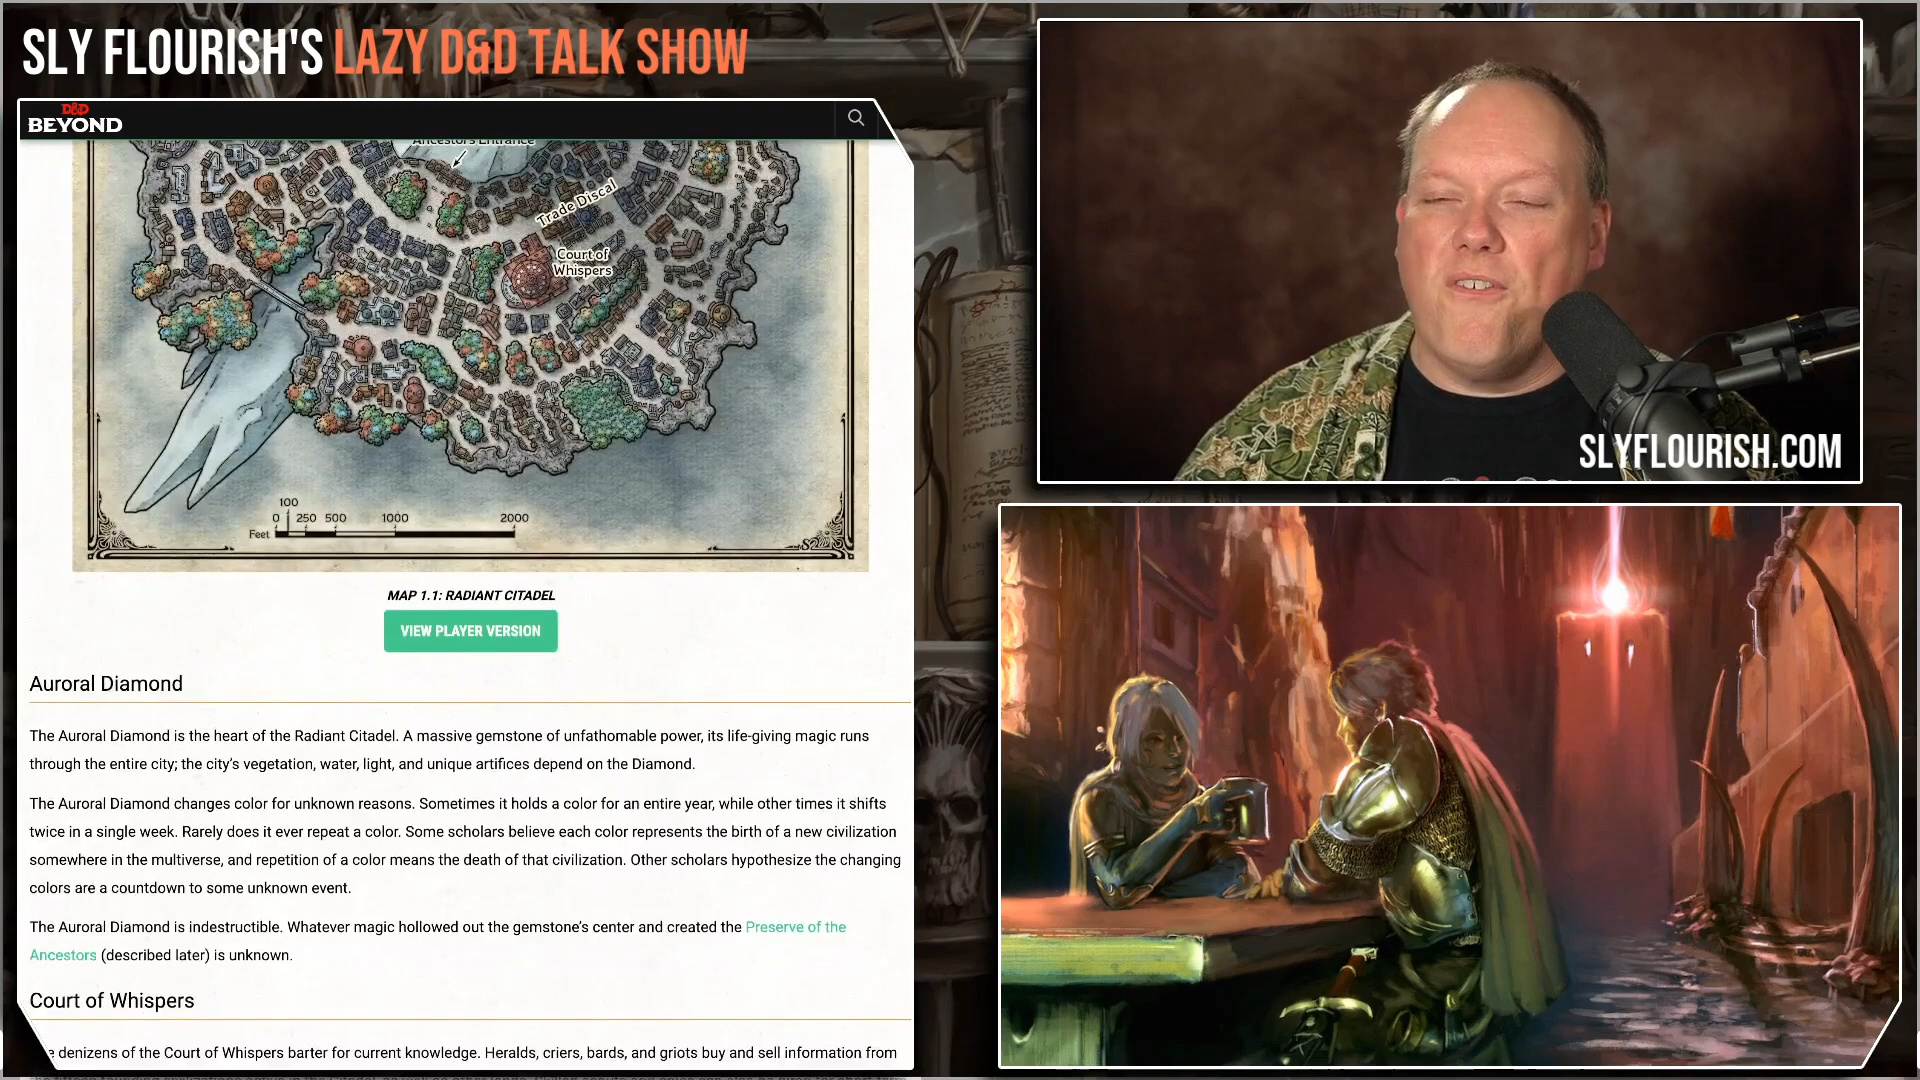 SLY FLOURISH'S LAZY D&D TALK SHOW
D&D
BEYOND
Ancestors Entrance
Trade Discal
Court of
Whispers
100
0 250 500 1000 2000
Feet
MAP 1.1: RADIANT CITADEL
VIEW PLAYER VERSION
Auroral Diamond
The Auroral Diamond is the heart of the Radiant Citadel. A massive gemstone of unfathomable power, its life-giving magic runs
through the entire city; the city's vegetation, water, light, and unique artifices depend on the Diamond.
The Auroral Diamond changes color for unknown reasons. Sometimes it holds a color for an entire year, while other times it shifts
twice in a single week. Rarely does it ever repeat a color. Some scholars believe each color represents the birth of a new civilization
somewhere in the multiverse, and repetition of a color means the death of that civilization. Other scholars hypothesize the changing
colors are a countdown to some unknown event.
The Auroral Diamond is indestructible. Whatever magic hollowed out the gemstone's center and created the Preserve of the
Ancestors (described later) is unknown.
Court of Whispers
denizens of the Court of Whispers barter for current knowledge. Heralds, criers, bards, and griots buy and sell information from
SLYFLOURISH.COM